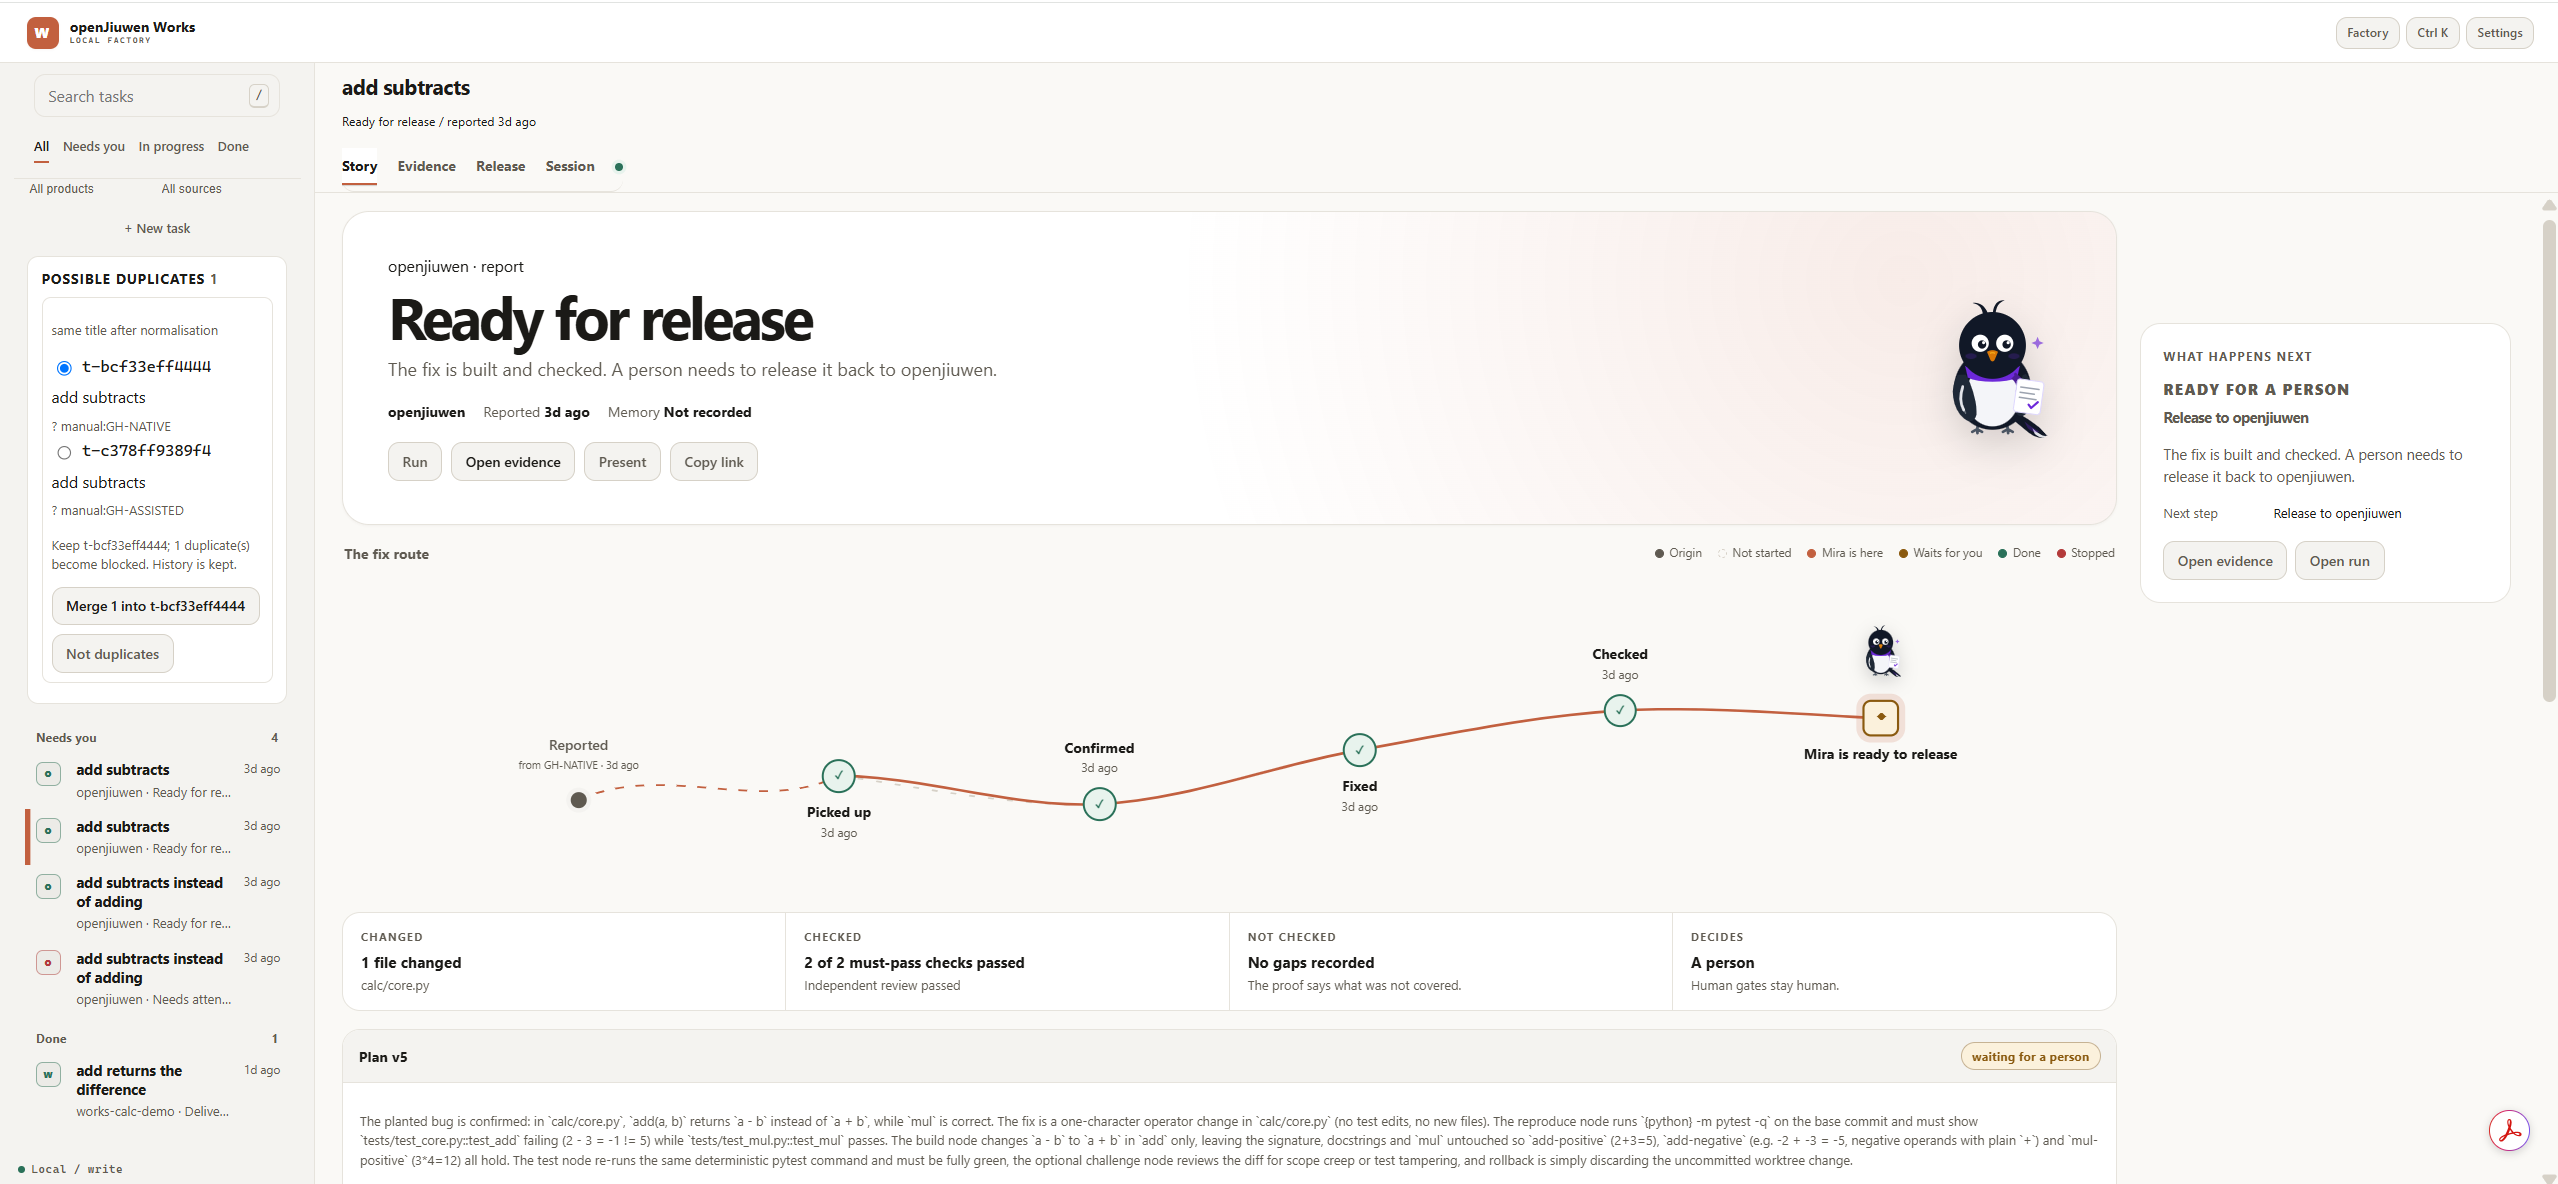 W
openJiuwen Works
LOCAL FACTORY
Factory
Ctrl K
Settings
Search tasks
/
All
Needs you
In progress
Done
All products
All sources
+ New task
POSSIBLE DUPLICATES 1
same title after normalisation
t-bcf33eff4444
add subtracts
? manual:GH-NATIVE
t-c378ff9389f4
add subtracts
? manual:GH-ASSISTED
Keep t-bcf33eff4444; 1 duplicate(s)
become blocked. History is kept.
Merge 1 into t-bcf33eff4444
Not duplicates
Needs you 4
add subtracts 3d ago
openjiuwen · Ready for re...
add subtracts 3d ago
openjiuwen · Ready for re...
add subtracts instead 3d ago
of adding
openjiuwen · Ready for re...
add subtracts instead 3d ago
of adding
openjiuwen · Needs atten...
Done 1
w
add returns the 1d ago
difference
works-calc-demo · Delive...
Local / write
add subtracts
Ready for release / reported 3d ago
Story
Evidence
Release
Session
openjiuwen · report
Ready for release
The fix is built and checked. A person needs to release it back to openjiuwen.
openjiuwen Reported 3d ago Memory Not recorded
Run
Open evidence
Present
Copy link
The fix route
Origin
Not started
Mira is here
Waits for you
Done
Stopped
Reported
from GH-NATIVE · 3d ago
Picked up
3d ago
Confirmed
3d ago
Fixed
3d ago
Checked
3d ago
Mira is ready to release
CHANGED
1 file changed
calc/core.py
CHECKED
2 of 2 must-pass checks passed
Independent review passed
NOT CHECKED
No gaps recorded
The proof says what was not covered.
DECIDES
A person
Human gates stay human.
Plan v5
waiting for a person
The planted bug is confirmed: in `calc/core.py`, `add(a, b)` returns `a - b` instead of `a + b`, while `mul` is correct. The fix is a one-character operator change in `calc/core.py` (no test edits, no new files). The reproduce node runs `{python} -m pytest -q` on the base commit and must show
`tests/test_core.py::test_add` failing (2 - 3 = -1 != 5) while `tests/test_mul.py::test_mul` passes. The build node changes `a - b` to `a + b` in `add` only, leaving the signature, docstrings and `mul` untouched so `add-positive` (2+3=5), `add-negative` (e.g. -2 + -3 = -5, negative operands with plain `+`) and `mul-
positive` (3*4=12) all hold. The test node re-runs the same deterministic pytest command and must be fully green, the optional challenge node reviews the diff for scope creep or test tampering, and rollback is simply discarding the uncommitted worktree change.
WHAT HAPPENS NEXT
READY FOR A PERSON
Release to openjiuwen
The fix is built and checked. A person needs to
release it back to openjiuwen.
Next step Release to openjiuwen
Open evidence
Open run